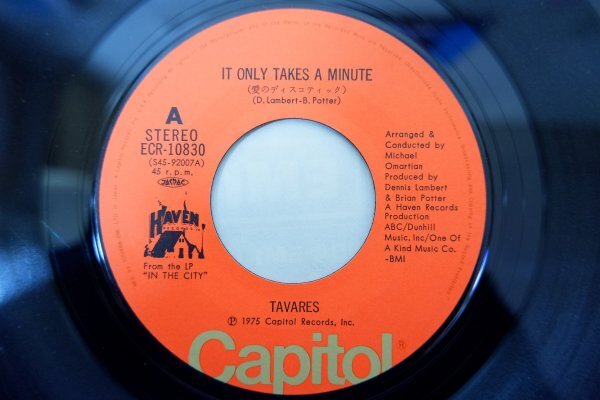 IT ONLY TAKES A MINUTE
(愛のディスコティック)
(D. Lambert-B. Potter)
A
STEREO
ECR-10830
(S45-92007A)
45 r.p.m.
JASRAC
HAVEN
RECORDS
From the LP
"IN THE CITY"
Arranged &
Conducted by
Michael
Omartian
Produced by
Dennis Lambert
& Brian Potter
A Haven Records
Production
ABC/Dunhill
Music, Inc/One Of
A Kind Music Co.
-BMI
TAVARES
℗ 1975 Capitol Records, Inc.
Capitol®